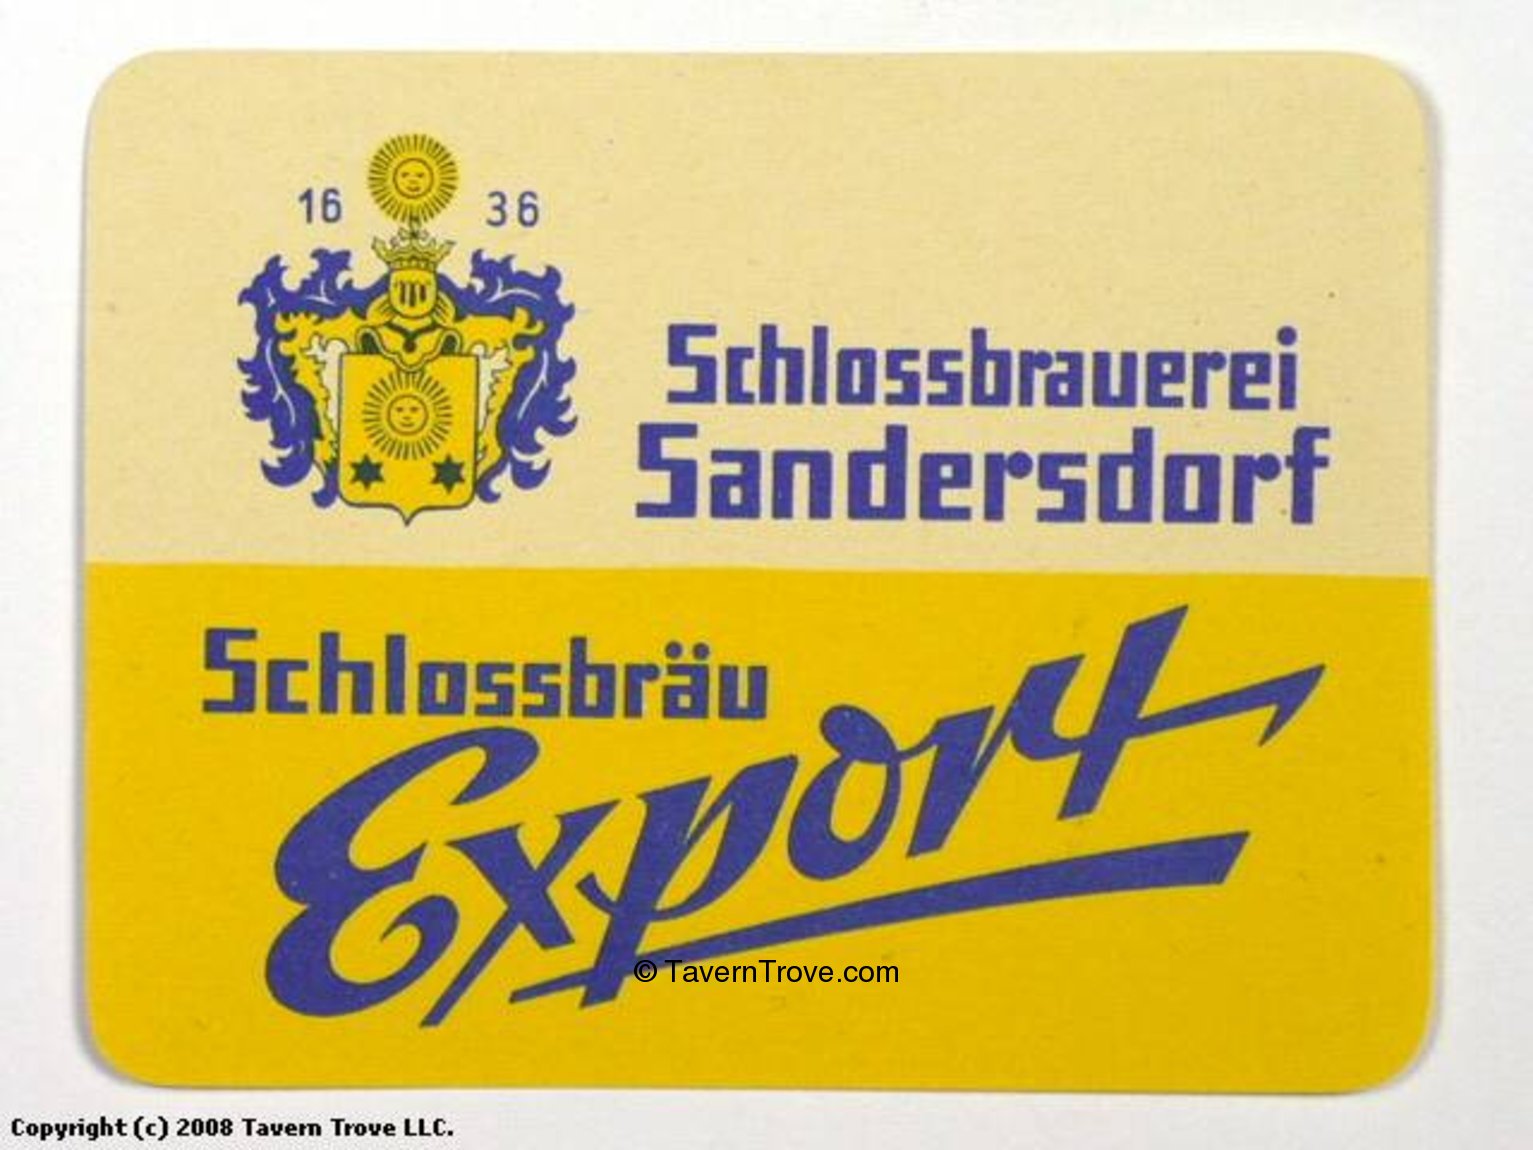 16 36
Schlossbrauerei
Sandersdorf
Schlossbräu
Export
© TavernTrove.com
Copyright (c) 2008 Tavern Trove LLC.